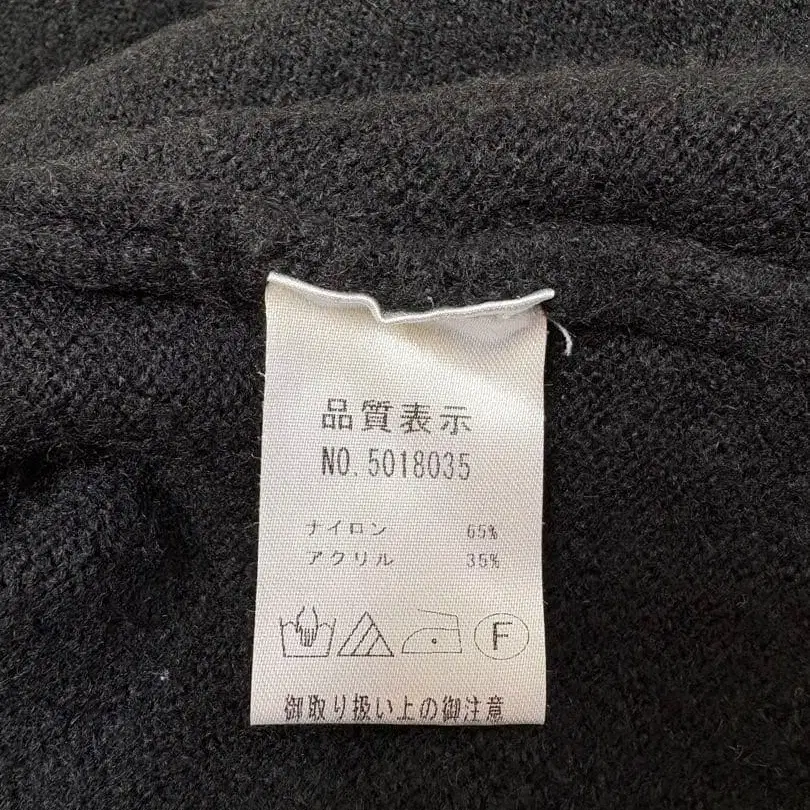 品質表示
NO.5018035
ナイロン 65%
アクリル 35%
F
御取り扱い上の御注意